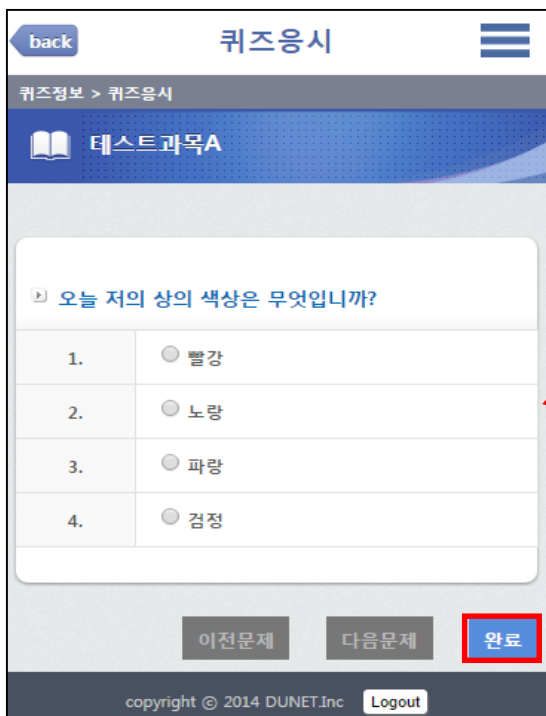 back 퀴즈응시
퀴즈정보 > 퀴즈응시
테스트과목A
오늘 저의 상의 색상은 무엇입니까?
1. 빨강
2. 노랑
3. 파랑
4. 검정
이전문제 다음문제 완료
copyright ⓒ 2014 DUNET.Inc Logout